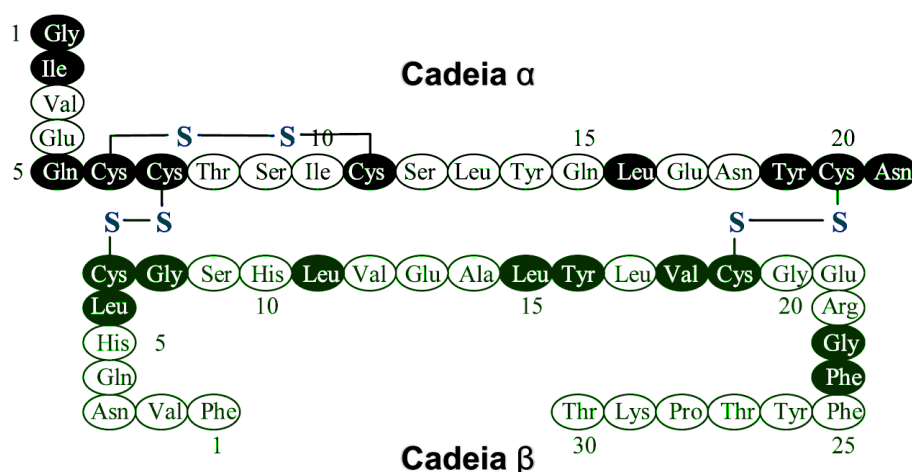 1 Gly
Ile
Cadeia α
Val
Glu S S 10 15 20
5 Gln Cys Cys Thr Ser Ile Cys Ser Leu Tyr Gln Leu Glu Asn Tyr Cys Asn
S S S S
Cys Gly Ser His Leu Val Glu Ala Leu Tyr Leu Val Cys Gly Glu
Leu 10 15 20 Arg
His 5 Gly
Gln Phe
Asn Val Phe Thr Lys Pro Thr Tyr Phe
1 30 25
Cadeia β